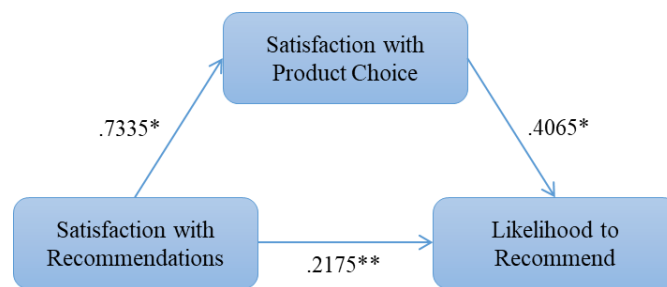 Satisfaction with
Product Choice
.7335*
.4065*
Satisfaction with
Recommendations
.2175**
Likelihood to
Recommend